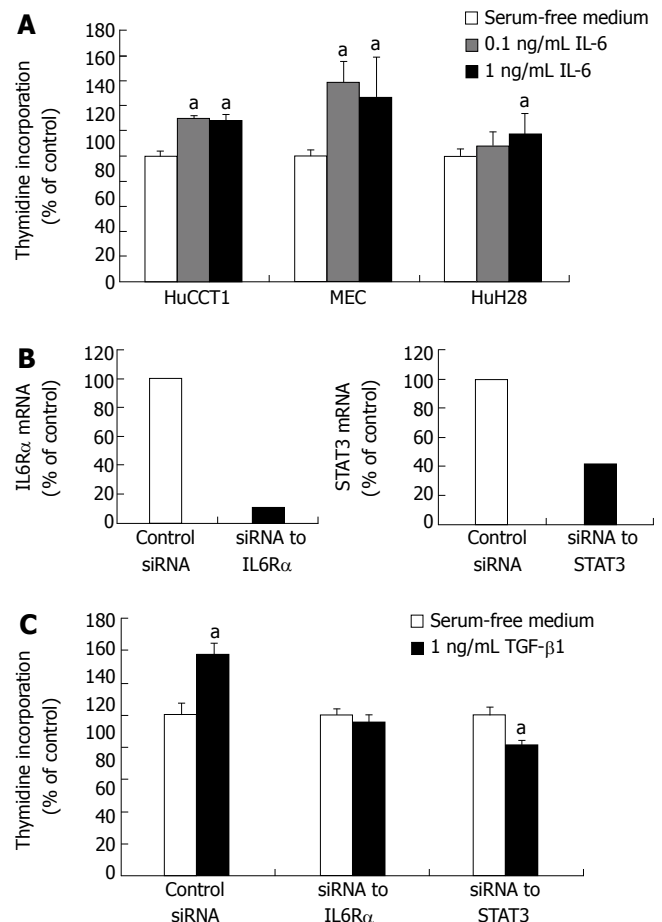 A
Serum-free medium
0.1 ng/mL IL-6
1 ng/mL IL-6
Thymidine incorporation
(% of control)
160
140
120
100
80
60
40
20
0
a
a
a
a
a
HuCCT1
MEC
HuH28
B
IL6Rα mRNA
(% of control)
120
100
80
60
40
20
0
Control
siRNA
siRNA to
IL6Rα
STAT3 mRNA
(% of control)
120
100
80
60
40
20
0
Control
siRNA
siRNA to
STAT3
C
Serum-free medium
1 ng/mL TGF-β1
Thymidine incorporation
(% of control)
180
160
140
120
100
80
60
40
20
0
a
a
Control
siRNA
siRNA to
IL6Rα
siRNA to
STAT3